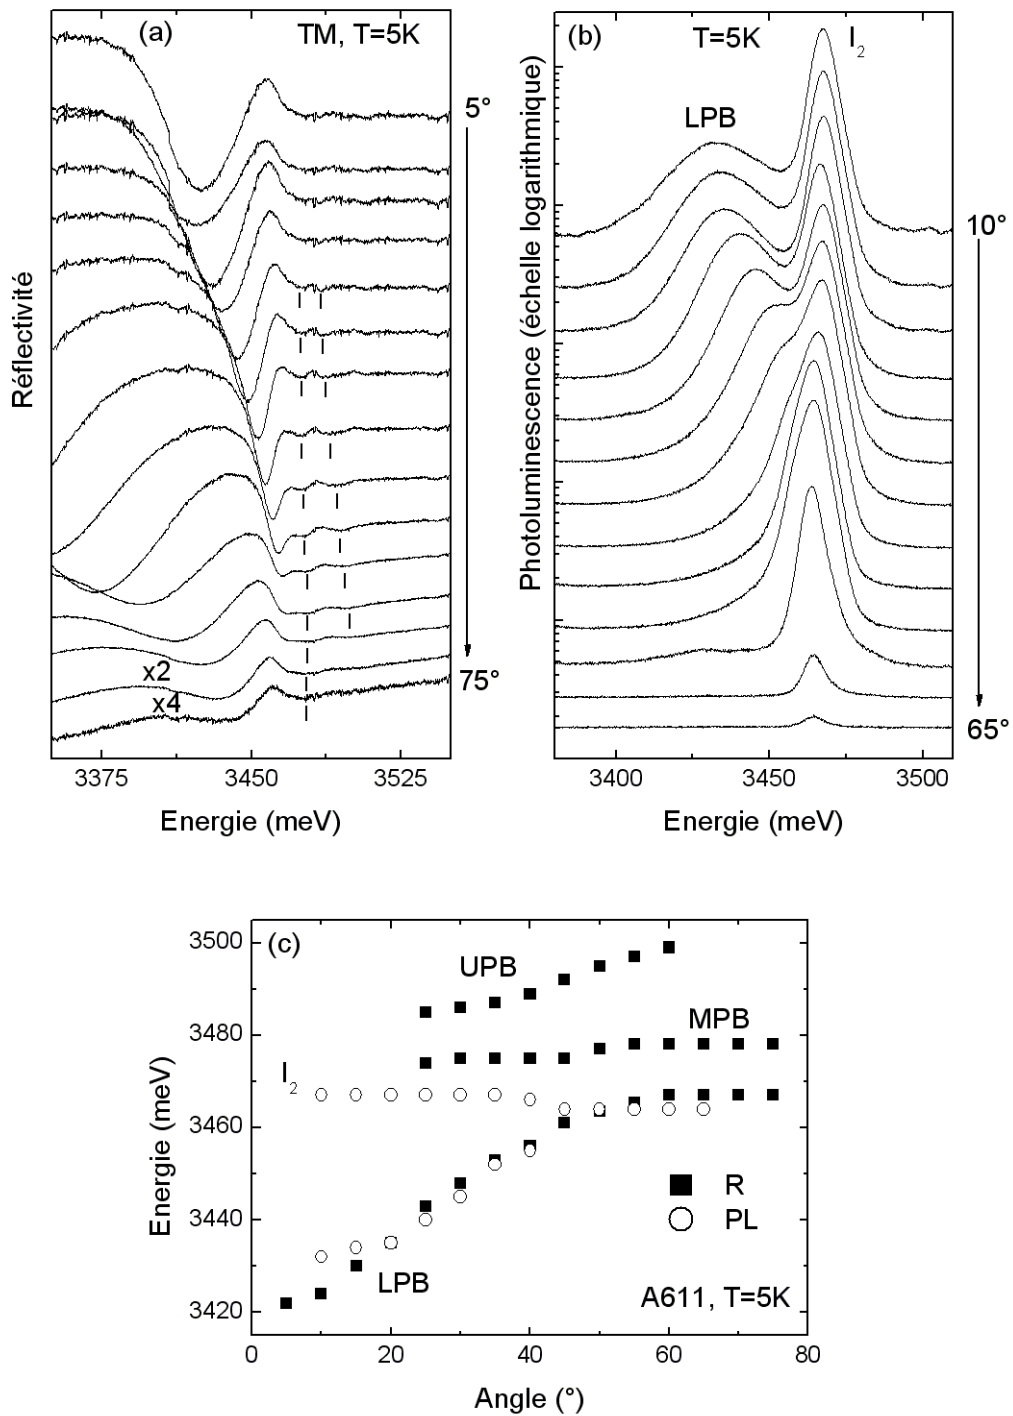 (a) TM, T=5K
5°
75°
x2
x4
Réflectivité
3375 3450 3525
Energie (meV)
(b) T=5K I2
LPB
10°
65°
Photoluminescence (échelle logarithmique)
3400 3450 3500
Energie (meV)
(c)
UPB
MPB
I2
LPB
R
PL
A611, T=5K
3500
3480
3460
3440
3420
Energie (meV)
0 20 40 60 80
Angle (°)